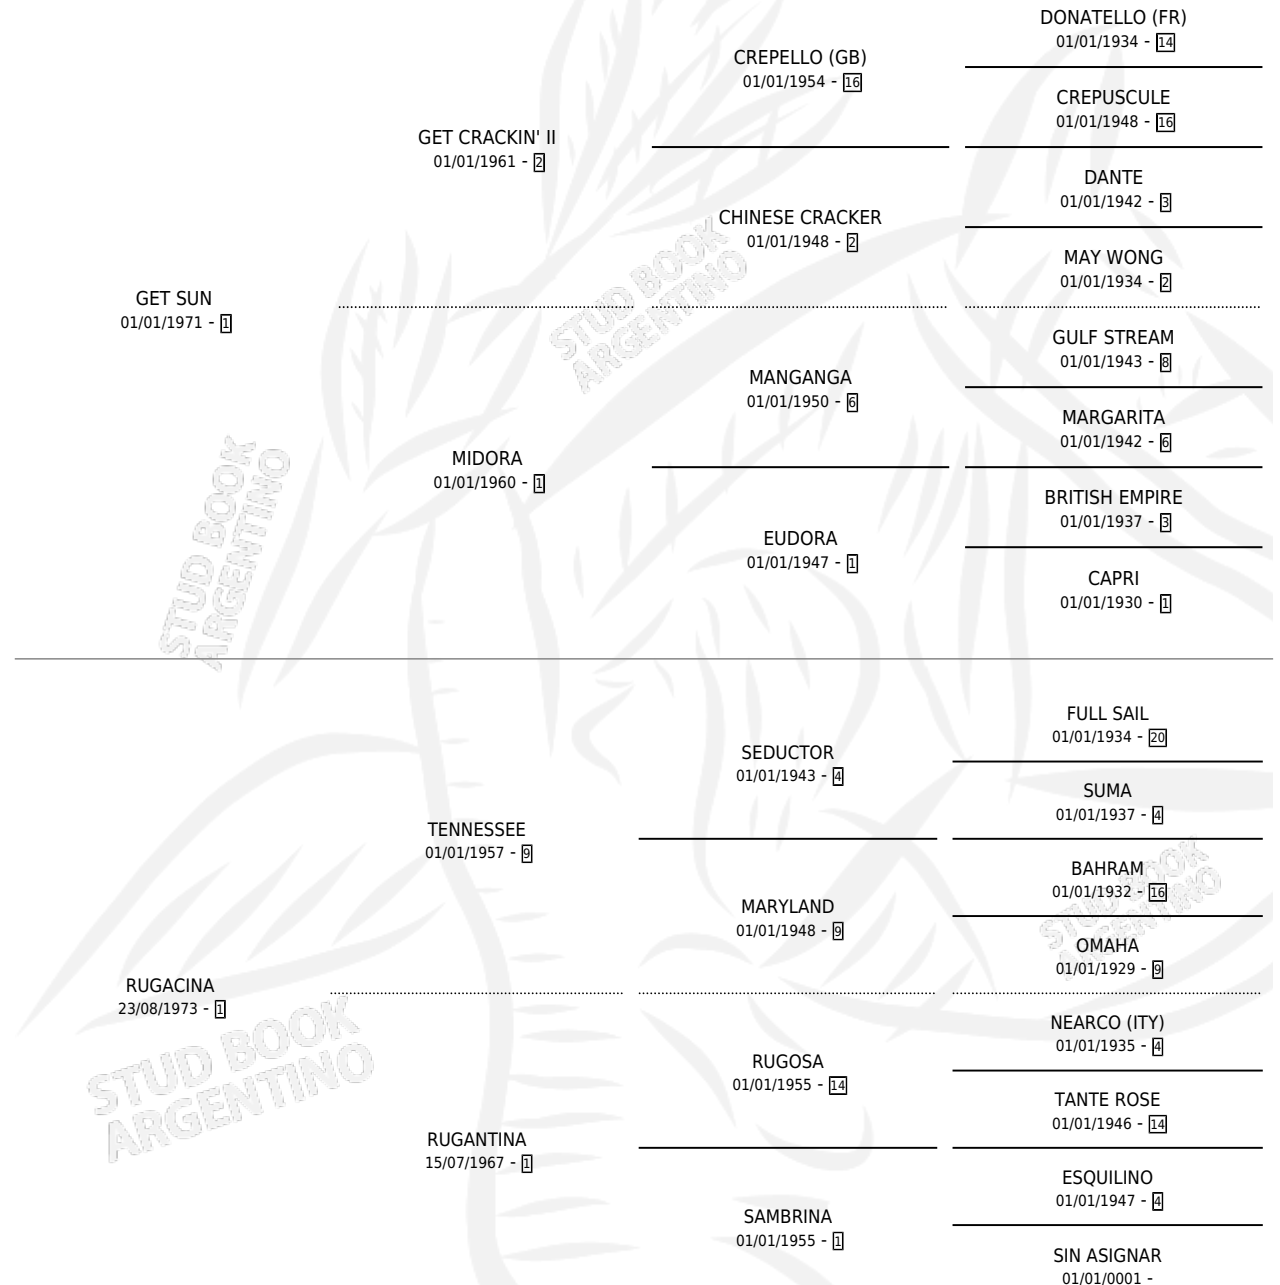 GET SUN
01/01/1971 - 1
GET CRACKIN' II
01/01/1961 - 2
MIDORA
01/01/1960 - 1
CREPELLO (GB)
01/01/1954 - 16
CHINESE CRACKER
01/01/1948 - 2
MANGANGA
01/01/1950 - 6
EUDORA
01/01/1947 - 1
DONATELLO (FR)
01/01/1934 - 14
CREPUSCULE
01/01/1948 - 16
DANTE
01/01/1942 - 3
MAY WONG
01/01/1934 - 2
GULF STREAM
01/01/1943 - 8
MARGARITA
01/01/1942 - 6
BRITISH EMPIRE
01/01/1937 - 3
CAPRI
01/01/1930 - 1
RUGACINA
23/08/1973 - 1
TENNESSEE
01/01/1957 - 9
RUGANTINA
15/07/1967 - 1
SEDUCTOR
01/01/1943 - 4
MARYLAND
01/01/1948 - 9
RUGOSA
01/01/1955 - 14
SAMBRINA
01/01/1955 - 1
FULL SAIL
01/01/1934 - 20
SUMA
01/01/1937 - 4
BAHRAM
01/01/1932 - 16
OMAHA
01/01/1929 - 9
NEARCO (ITY)
01/01/1935 - 4
TANTE ROSE
01/01/1946 - 14
ESQUILINO
01/01/1947 - 4
SIN ASIGNAR
01/01/0001 -
STUD BOOK
ARGENTINO
STUD BOOK
ARGENTINO
STUD BOOK
ARGENTINO
STUD BOOK
ARGENTINO